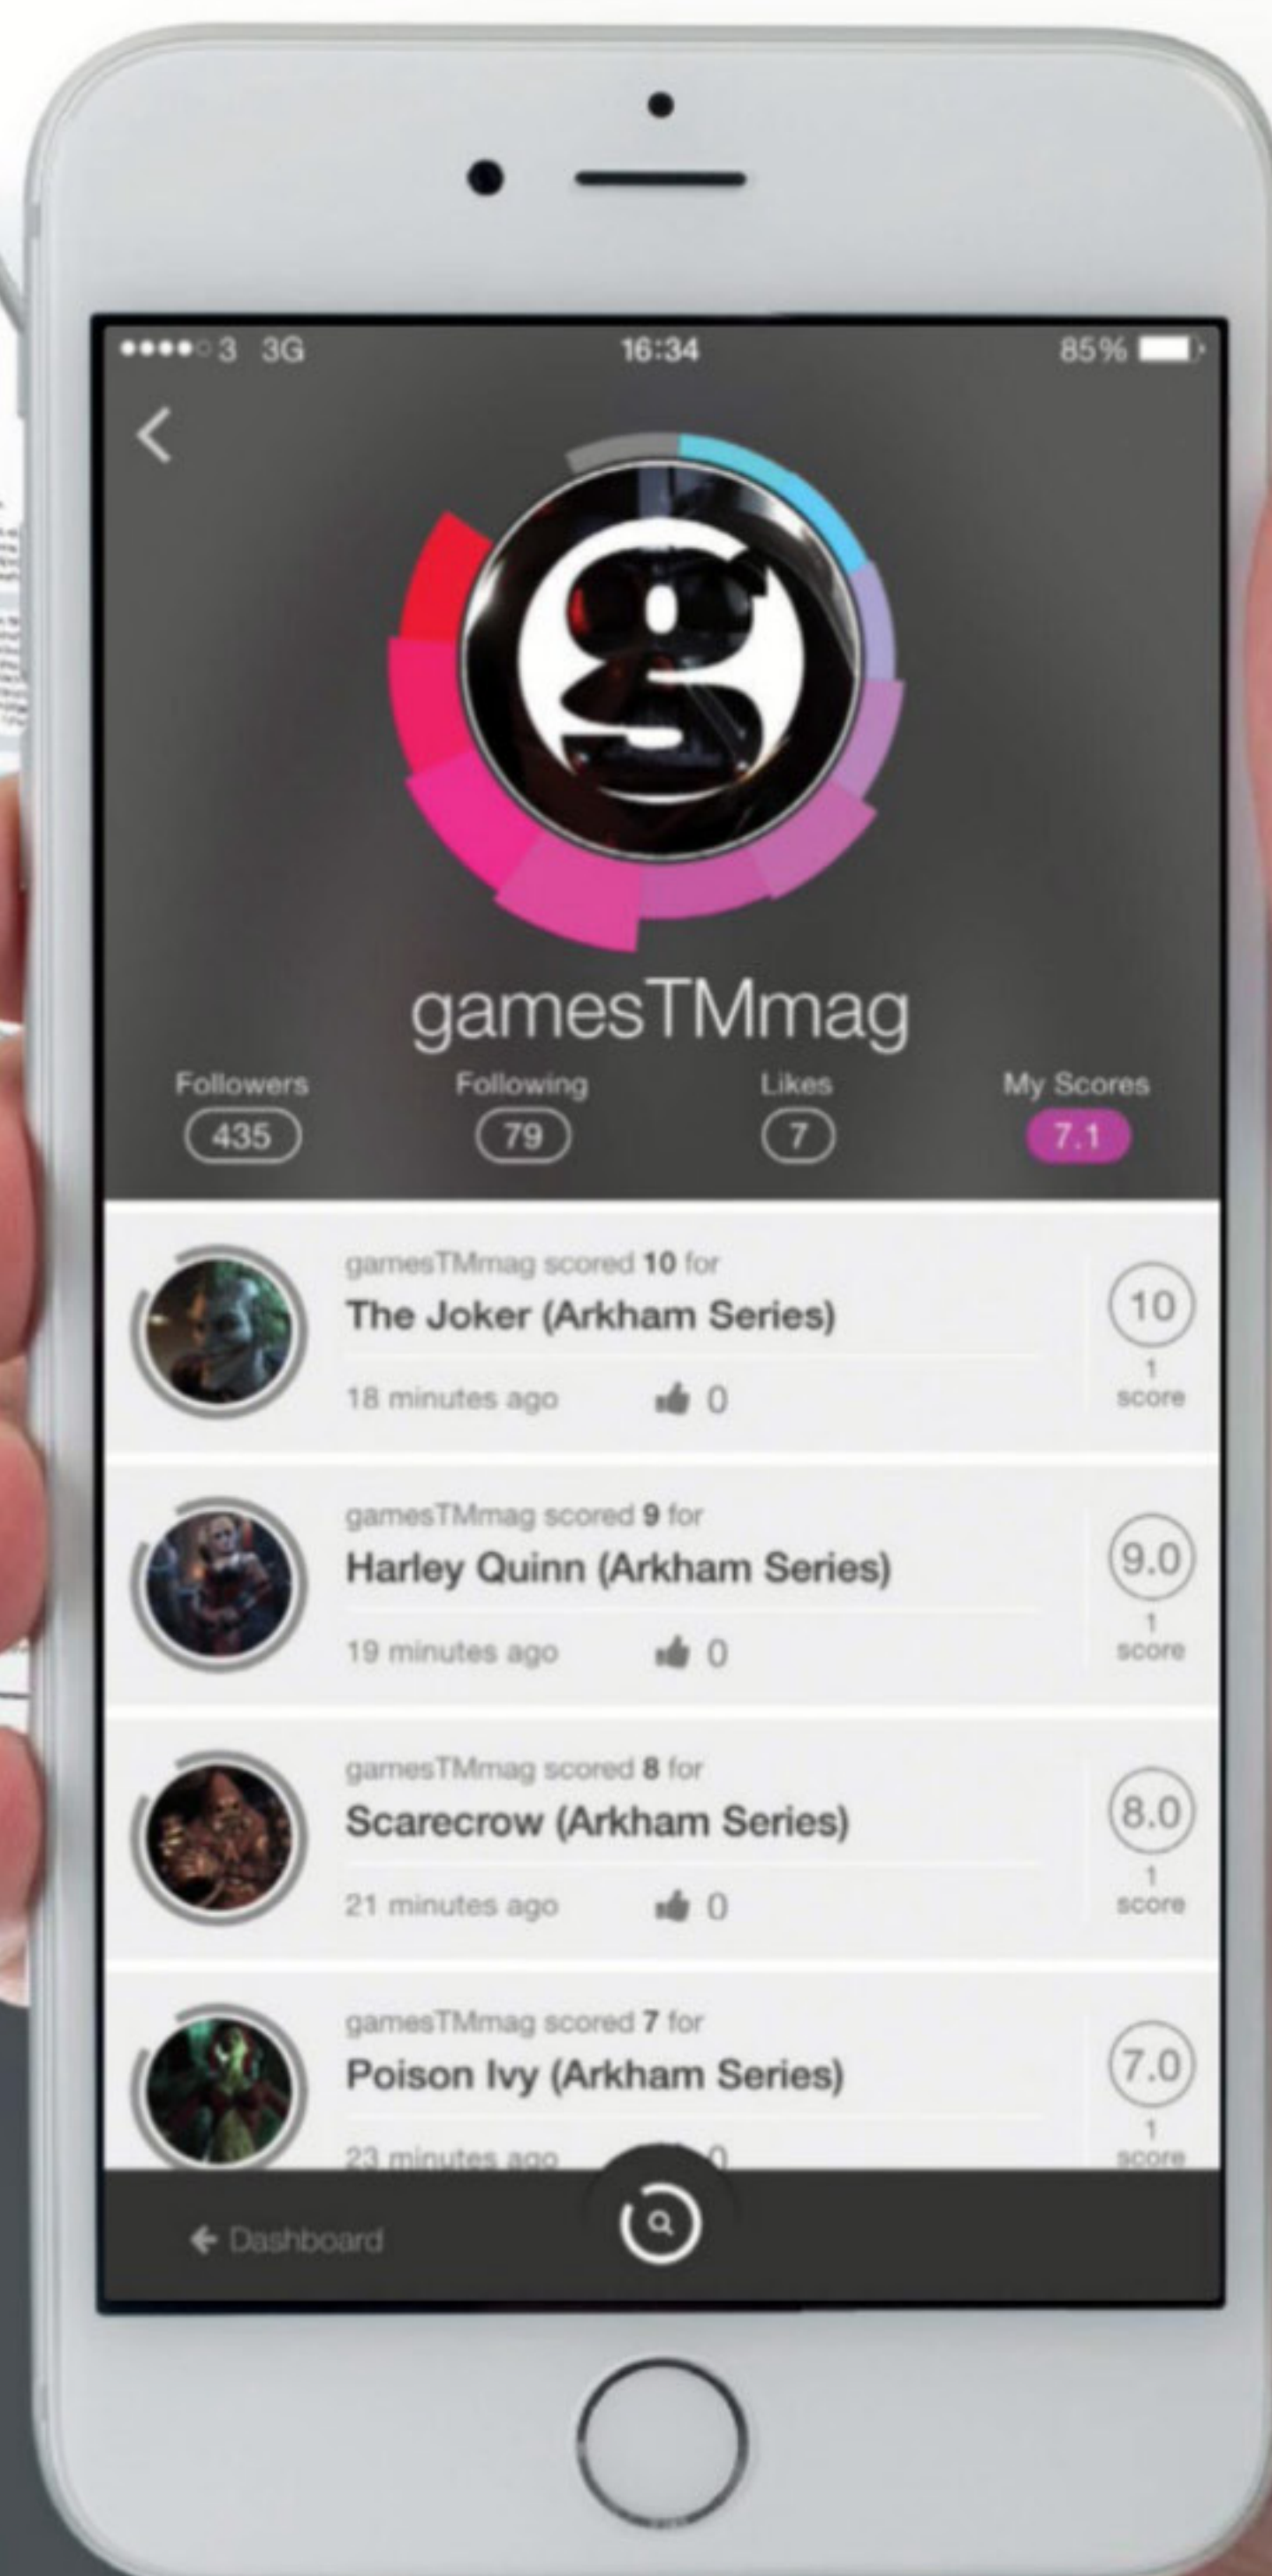 3 3G 16:34 85%
g
gamesTMmag
Followers Following Likes My Scores
435 79 7 7.1
gamesTMmag scored 10 for
The Joker (Arkham Series)
18 minutes ago 0
10
1
score
gamesTMmag scored 9 for
Harley Quinn (Arkham Series)
19 minutes ago 0
9.0
1
score
gamesTMmag scored 8 for
Scarecrow (Arkham Series)
21 minutes ago 0
8.0
1
score
gamesTMmag scored 7 for
Poison Ivy (Arkham Series)
23 minutes ago 0
7.0
1
score
Dashboard